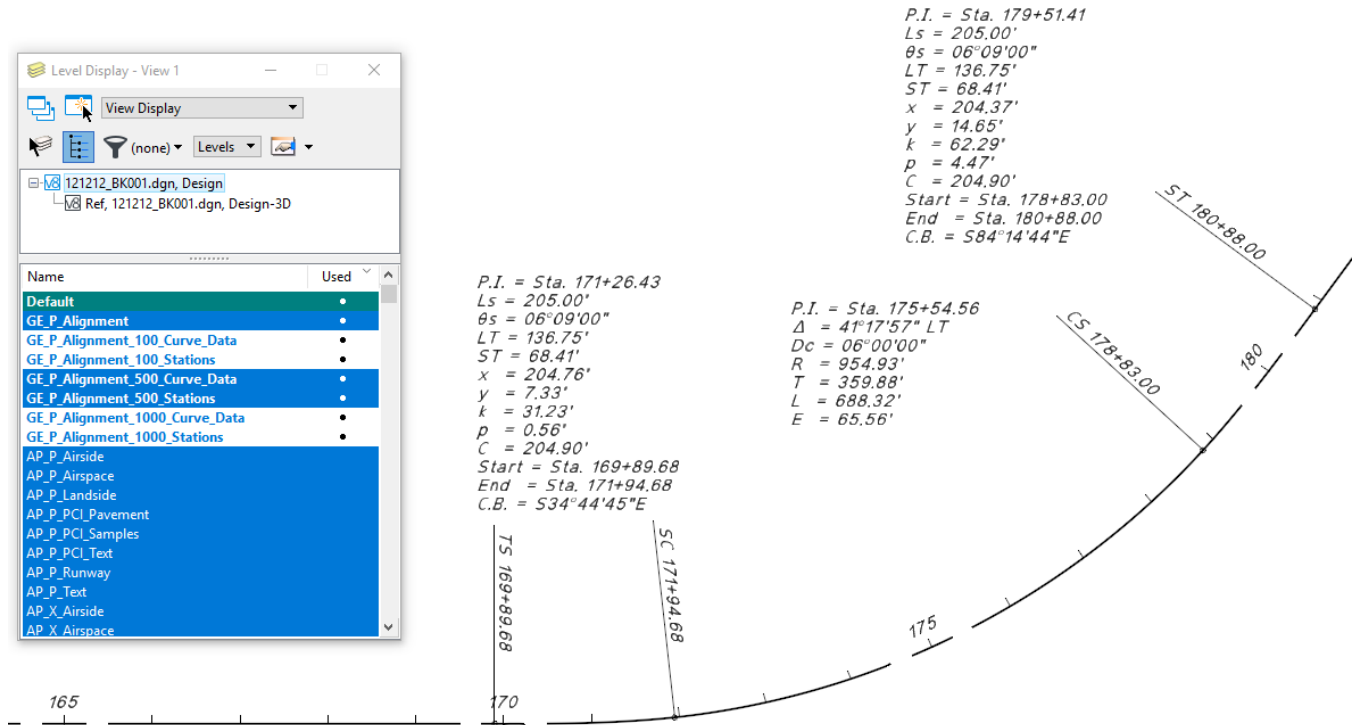 Level Display - View 1
View Display
(none)
Levels
121212_BK001.dgn, Design
Ref, 121212_BK001.dgn, Design-3D
Name Used
Default
GE_P_Alignment
GE_P_Alignment_100_Curve_Data
GE_P_Alignment_100_Stations
GE_P_Alignment_500_Curve_Data
GE_P_Alignment_500_Stations
GE_P_Alignment_1000_Curve_Data
GE_P_Alignment_1000_Stations
AP_P_Airside
AP_P_Airspace
AP_P_Landside
AP_P_PCI_Pavement
AP_P_PCI_Samples
AP_P_PCI_Text
AP_P_Runway
AP_P_Text
AP_X_Airside
AP_X_Airspace
P.I. = Sta. 171+26.43
Ls = 205.00'
θs = 06°09'00"
LT = 136.75'
ST = 68.41'
x = 204.76'
y = 7.33'
k = 31.23'
p = 0.56'
C = 204.90'
Start = Sta. 169+89.68
End = Sta. 171+94.68
C.B. = S34°44'45"E
P.I. = Sta. 175+54.56
Δ = 41°17'57" LT
Dc = 06°00'00"
R = 954.93'
T = 359.88'
L = 688.32'
E = 65.56'
P.I. = Sta. 179+51.41
Ls = 205.00'
θs = 06°09'00"
LT = 136.75'
ST = 68.41'
x = 204.37'
y = 14.65'
k = 62.29'
p = 4.47'
C = 204.90'
Start = Sta. 178+83.00
End = Sta. 180+88.00
C.B. = S84°14'44"E
TS 169+89.68
SC 171+94.68
CS 178+83.00
ST 180+88.00
165
170
175
180